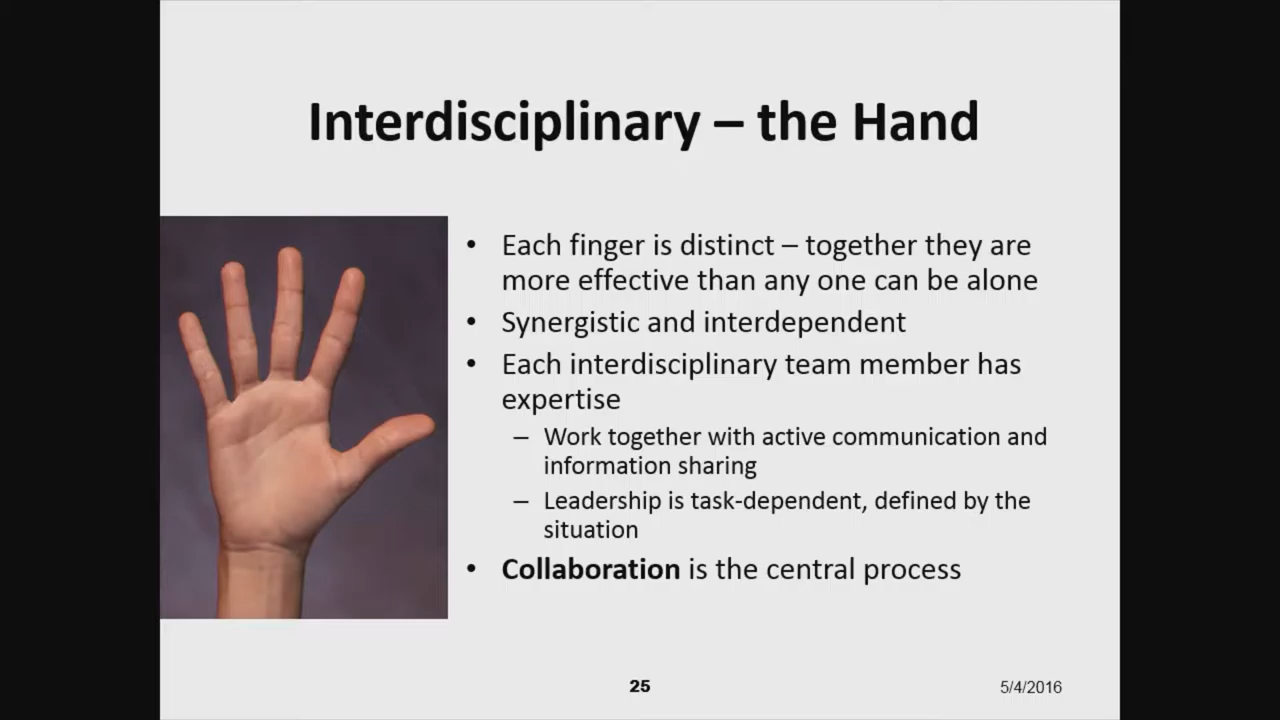 Interdisciplinary – the Hand
• Each finger is distinct – together they are
more effective than any one can be alone
• Synergistic and interdependent
• Each interdisciplinary team member has
expertise
– Work together with active communication and
information sharing
– Leadership is task-dependent, defined by the
situation
• Collaboration is the central process
25
5/4/2016